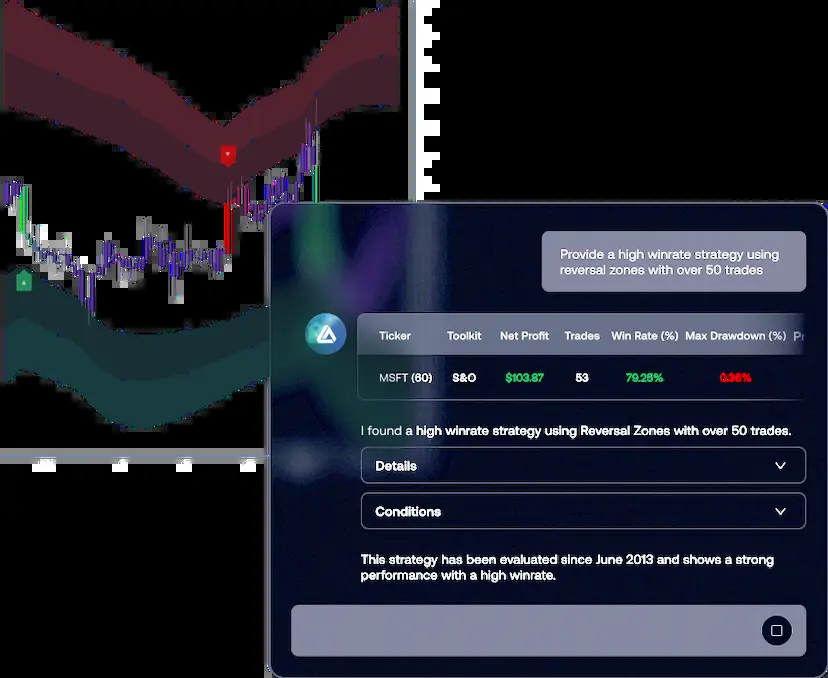 Provide a high winrate strategy using
reversal zones with over 50 trades
Ticker Toolkit Net Profit Trades Win Rate (%) Max Drawdown (%) Pr
MSFT (60) S&O $103.87 53 79.25% 0.36%
I found a high winrate strategy using Reversal Zones with over 50 trades.
Details
Conditions
This strategy has been evaluated since June 2013 and shows a strong
performance with a high winrate.